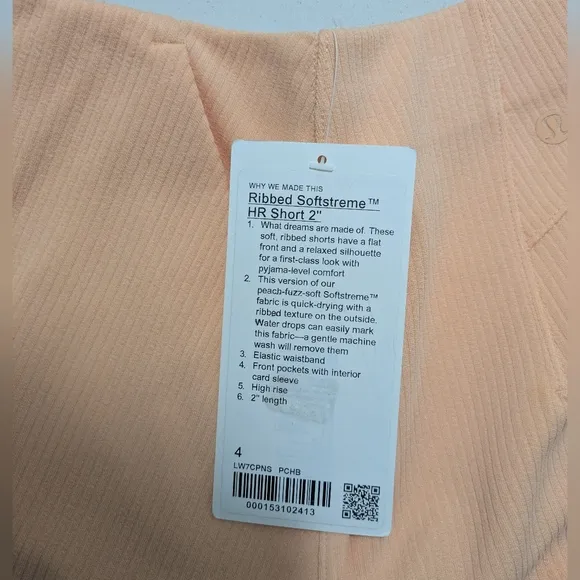 WHY WE MADE THIS
Ribbed Softstreme™
HR Short 2"
1. What dreams are made of. These
soft, ribbed shorts have a flat
front and a relaxed silhouette
for a first-class look with
pyjama-level comfort
2. This version of our
peach-fuzz-soft Softstreme™
fabric is quick-drying with a
ribbed texture on the outside.
Water drops can easily mark
this fabric—a gentle machine
wash will remove them
3. Elastic waistband
4. Front pockets with interior
card sleeve
5. High rise
6. 2" length
4
LW7CPNS PCHB
000153102413